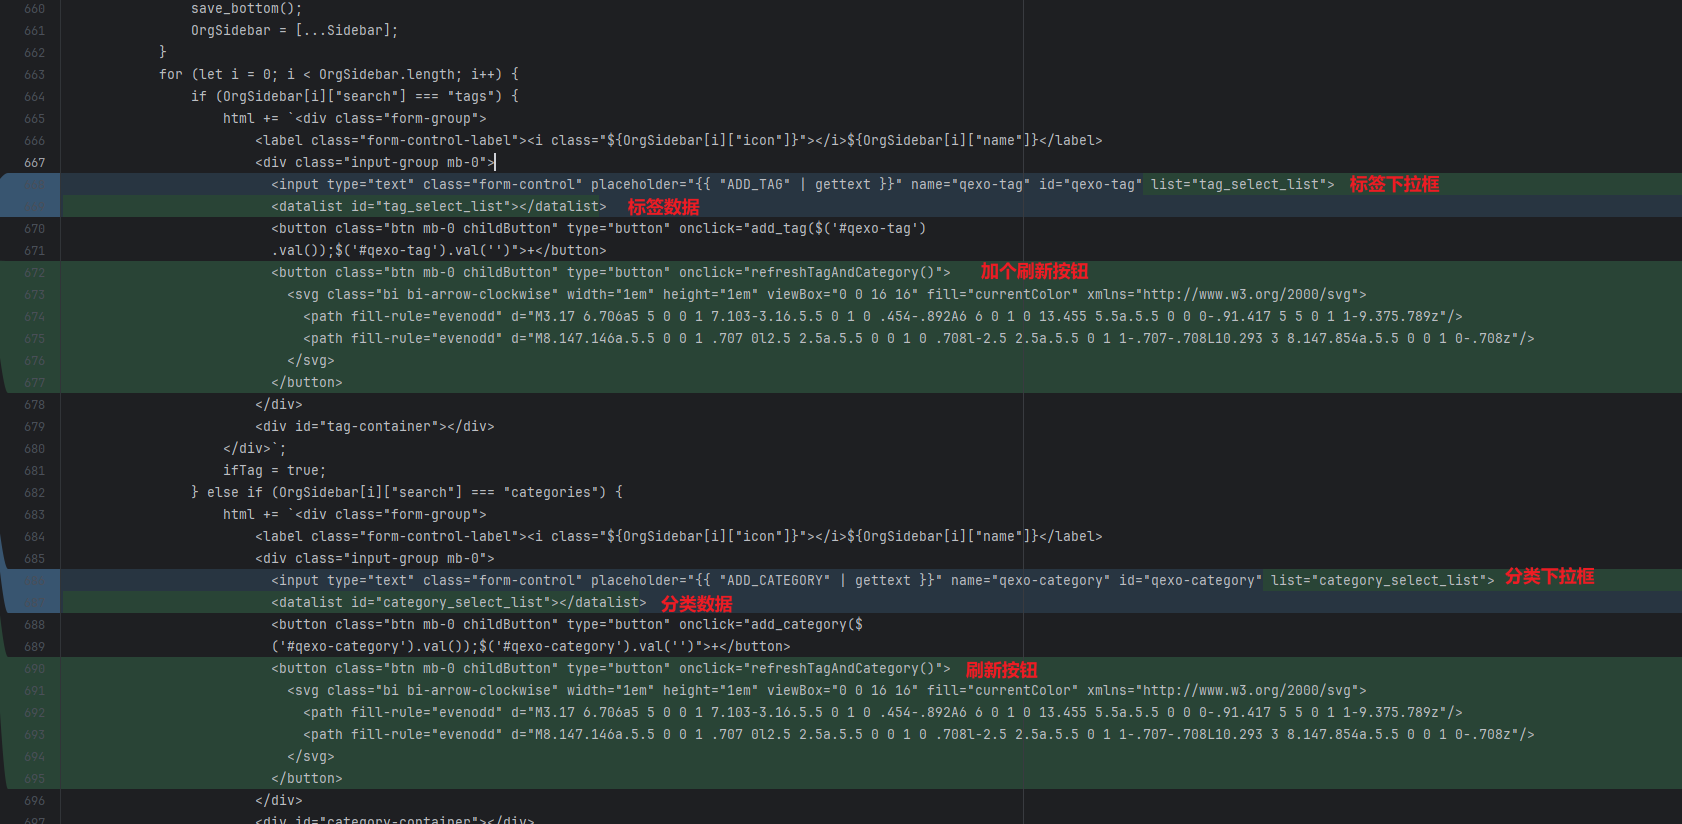 660 save_bottom();
661 OrgSidebar = [...Sidebar];
662 }
663 for (let i = 0; i < OrgSidebar.length; i++) {
664 if (OrgSidebar[i]["search"] === "tags") {
665 html += `<div class="form-group">
666 <label class="form-control-label"><i class="${OrgSidebar[i]["icon"]}"></i>${OrgSidebar[i]["name"]}</label>
667 <div class="input-group mb-0">
<input type="text" class="form-control" placeholder="{{ "ADD_TAG" | gettext }}" name="qexo-tag" id="qexo-tag" list="tag_select_list"> 标签下拉框
<datalist id="tag_select_list"></datalist> 标签数据
670 <button class="btn mb-0 childButton" type="button" onclick="add_tag($('#qexo-tag')
671 .val());$('#qexo-tag').val('')">+</button>
672 <button class="btn mb-0 childButton" type="button" onclick="refreshTagAndCategory()"> 加个刷新按钮
673 <svg class="bi bi-arrow-clockwise" width="1em" height="1em" viewBox="0 0 16 16" fill="currentColor" xmlns="http://www.w3.org/2000/svg">
674 <path fill-rule="evenodd" d="M3.17 6.706a5 5 0 0 1 7.103-3.16.5.5 0 1 0 .454-.892A6 6 0 1 0 13.455 5.5a.5.5 0 0 0-.91.417 5 5 0 1 1-9.375.789z"/>
675 <path fill-rule="evenodd" d="M8.147.146a.5.5 0 0 1 .707 0l2.5 2.5a.5.5 0 0 1 0 .708l-2.5 2.5a.5.5 0 1 1-.707-.708L10.293 3 8.147.854a.5.5 0 0 1 0-.708z"/>
676 </svg>
677 </button>
678 </div>
679 <div id="tag-container"></div>
680 </div>`;
681 ifTag = true;
682 } else if (OrgSidebar[i]["search"] === "categories") {
683 html += `<div class="form-group">
684 <label class="form-control-label"><i class="${OrgSidebar[i]["icon"]}"></i>${OrgSidebar[i]["name"]}</label>
685 <div class="input-group mb-0">
<input type="text" class="form-control" placeholder="{{ "ADD_CATEGORY" | gettext }}" name="qexo-category" id="qexo-category" list="category_select_list"> 分类下拉框
<datalist id="category_select_list"></datalist> 分类数据
688 <button class="btn mb-0 childButton" type="button" onclick="add_category($
689 ('#qexo-category').val());$('#qexo-category').val('')">+</button>
690 <button class="btn mb-0 childButton" type="button" onclick="refreshTagAndCategory()"> 刷新按钮
691 <svg class="bi bi-arrow-clockwise" width="1em" height="1em" viewBox="0 0 16 16" fill="currentColor" xmlns="http://www.w3.org/2000/svg">
692 <path fill-rule="evenodd" d="M3.17 6.706a5 5 0 0 1 7.103-3.16.5.5 0 1 0 .454-.892A6 6 0 1 0 13.455 5.5a.5.5 0 0 0-.91.417 5 5 0 1 1-9.375.789z"/>
693 <path fill-rule="evenodd" d="M8.147.146a.5.5 0 0 1 .707 0l2.5 2.5a.5.5 0 0 1 0 .708l-2.5 2.5a.5.5 0 1 1-.707-.708L10.293 3 8.147.854a.5.5 0 0 1 0-.708z"/>
694 </svg>
695 </button>
696 </div>
697 <div id="category-container"></div>